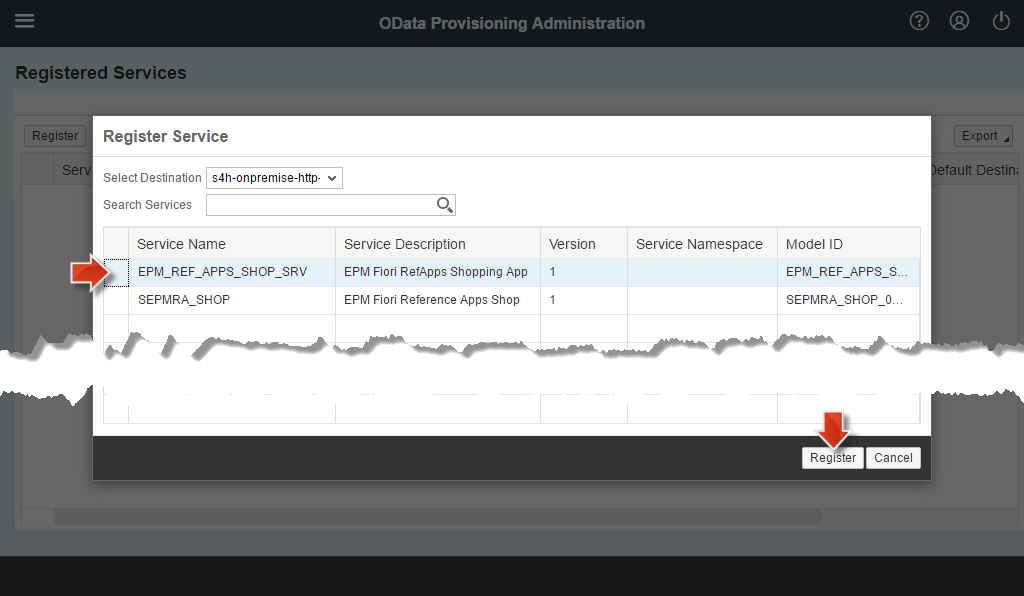 OData Provisioning Administration
Registered Services
Register
Export
Serv
Default Destina
Register Service
Select Destination s4h-onpremise-http-
Search Services
Service Name Service Description Version Service Namespace Model ID
EPM_REF_APPS_SHOP_SRV EPM Fiori RefApps Shopping App 1 EPM_REF_APPS_S...
SEPMRA_SHOP EPM Fiori Reference Apps Shop 1 SEPMRA_SHOP_0...
Register Cancel